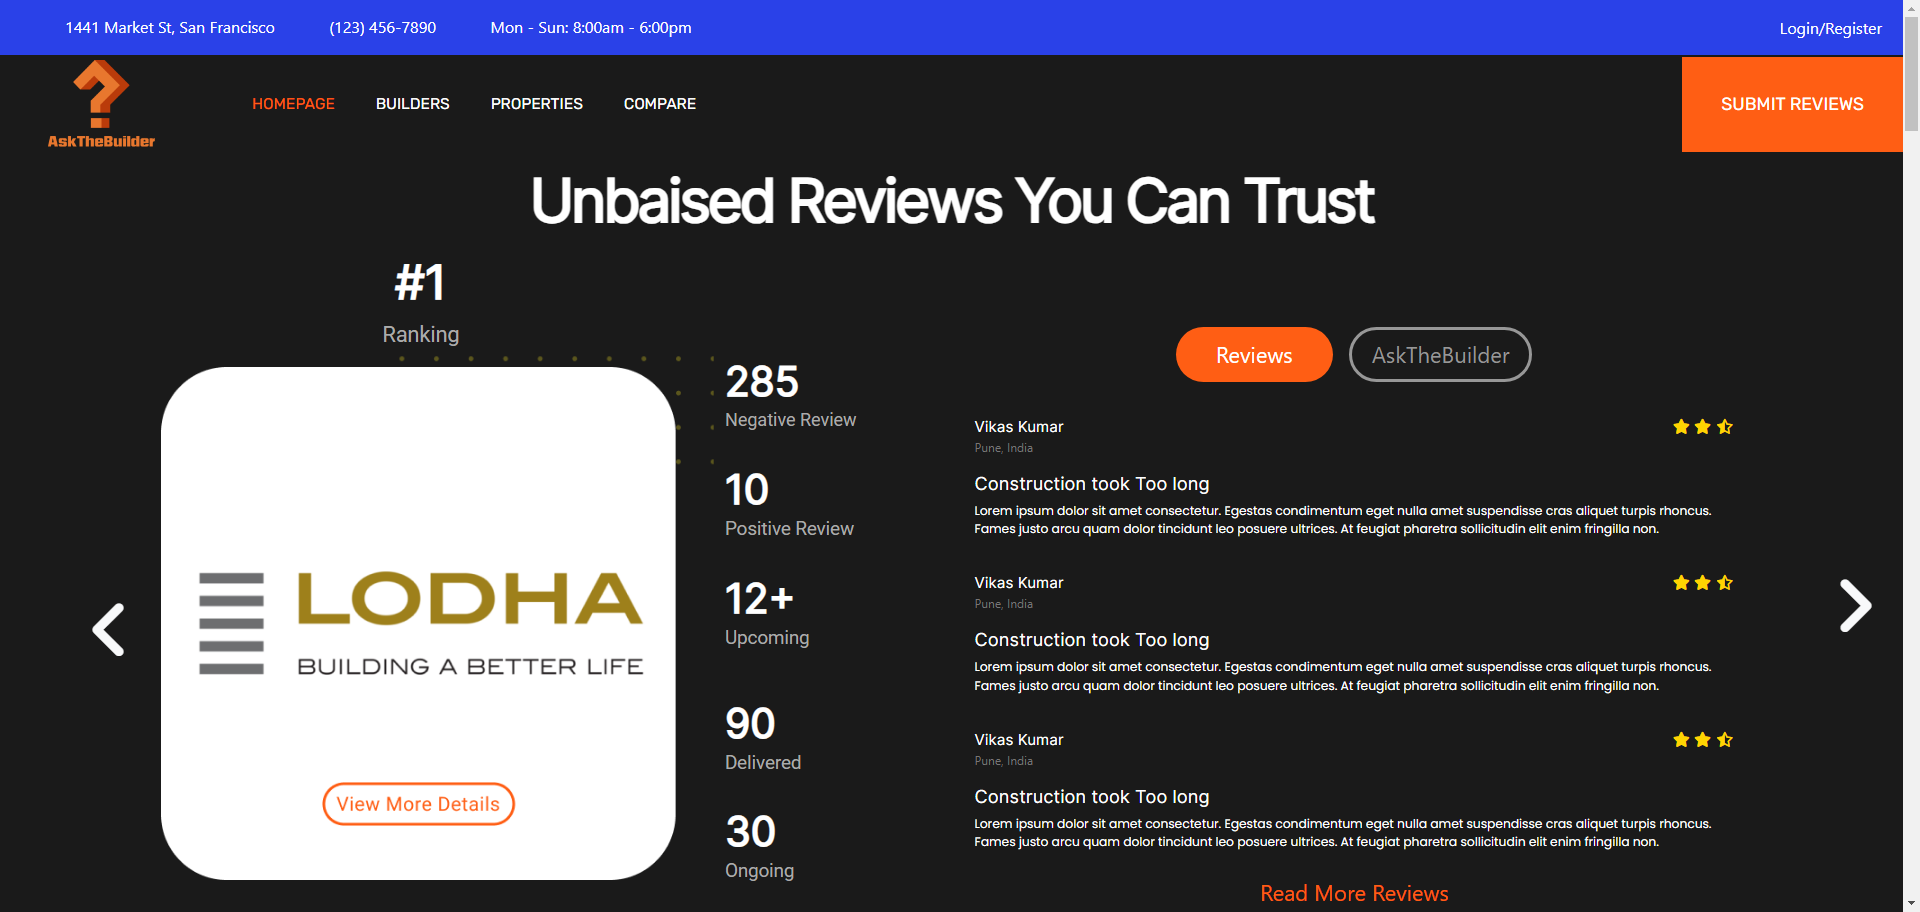 1441 Market St, San Francisco
(123) 456-7890
Mon - Sun: 8:00am - 6:00pm
Login/Register
AskTheBuilder
HOMEPAGE
BUILDERS
PROPERTIES
COMPARE
SUBMIT REVIEWS
Unbaised Reviews You Can Trust
#1
Ranking
LODHA
BUILDING A BETTER LIFE
View More Details
285
Negative Review
10
Positive Review
12+
Upcoming
90
Delivered
30
Ongoing
Reviews
AskTheBuilder
Vikas Kumar
Pune, India
Construction took Too long
Lorem ipsum dolor sit amet consectetur. Egestas condimentum eget nulla amet suspendisse cras aliquet turpis rhoncus.
Fames justo arcu quam dolor tincidunt leo posuere ultrices. At feugiat pharetra sollicitudin elit enim fringilla non.
Vikas Kumar
Pune, India
Construction took Too long
Lorem ipsum dolor sit amet consectetur. Egestas condimentum eget nulla amet suspendisse cras aliquet turpis rhoncus.
Fames justo arcu quam dolor tincidunt leo posuere ultrices. At feugiat pharetra sollicitudin elit enim fringilla non.
Vikas Kumar
Pune, India
Construction took Too long
Lorem ipsum dolor sit amet consectetur. Egestas condimentum eget nulla amet suspendisse cras aliquet turpis rhoncus.
Fames justo arcu quam dolor tincidunt leo posuere ultrices. At feugiat pharetra sollicitudin elit enim fringilla non.
Read More Reviews